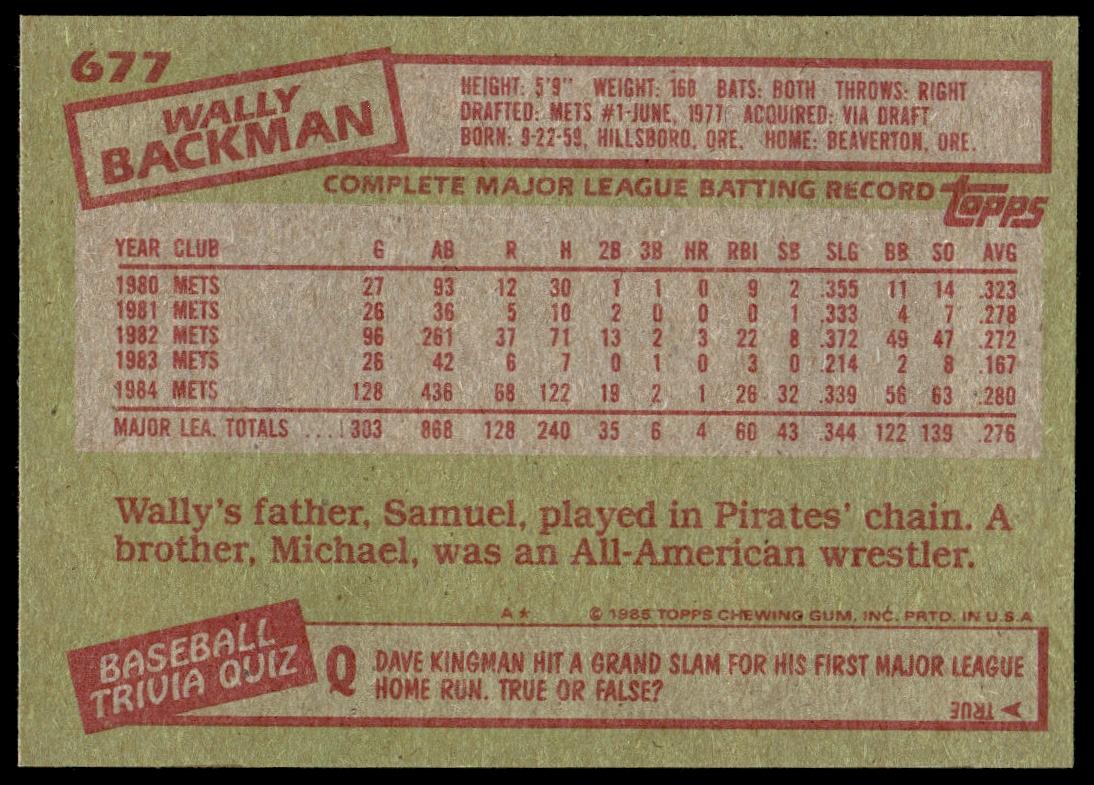 677
WALLY
BACKMAN
HEIGHT: 5'9" WEIGHT: 160 BATS: BOTH THROWS: RIGHT
DRAFTED: METS #1-JUNE, 1977 ACQUIRED: VIA DRAFT
BORN: 9-22-59, HILLSBORO, ORE. HOME: BEAVERTON, ORE.
COMPLETE MAJOR LEAGUE BATTING RECORD topps
YEAR CLUB G AB R H 2B 3B HR RBI SB SLG BB SO AVG
1980 METS 27 93 12 30 1 1 0 9 2 .355 11 14 .323
1981 METS 26 36 5 10 2 0 0 0 1 .333 4 7 .278
1982 METS 96 261 37 71 13 2 3 22 8 .372 49 47 .272
1983 METS 26 42 6 7 0 1 0 3 0 .214 2 8 .167
1984 METS 128 436 68 122 19 2 1 26 32 .339 56 63 .280
MAJOR LEA. TOTALS .... 303 868 128 240 35 6 4 60 43 .344 122 139 .276
Wally's father, Samuel, played in Pirates' chain. A
brother, Michael, was an All-American wrestler.
A* © 1985 TOPPS CHEWING GUM, INC. PRTD. IN U.S.A
BASEBALL
TRIVIA QUIZ
Q DAVE KINGMAN HIT A GRAND SLAM FOR HIS FIRST MAJOR LEAGUE
HOME RUN. TRUE OR FALSE?
A TRUE